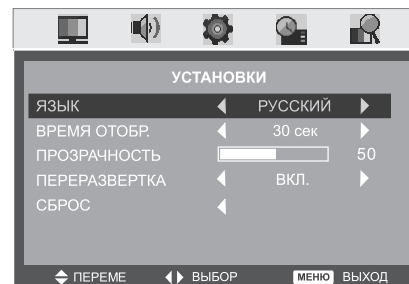 УСТАНОВКИ
ЯЗЫК РУССКИЙ
ВРЕМЯ ОТОБР. 30 сек
ПРОЗРАЧНОСТЬ 50
ПЕРЕРАЗВЕРТКА ВКЛ.
СБРОС
ПЕРЕМЕ ВЫБОР МЕНЮ ВЫХОД